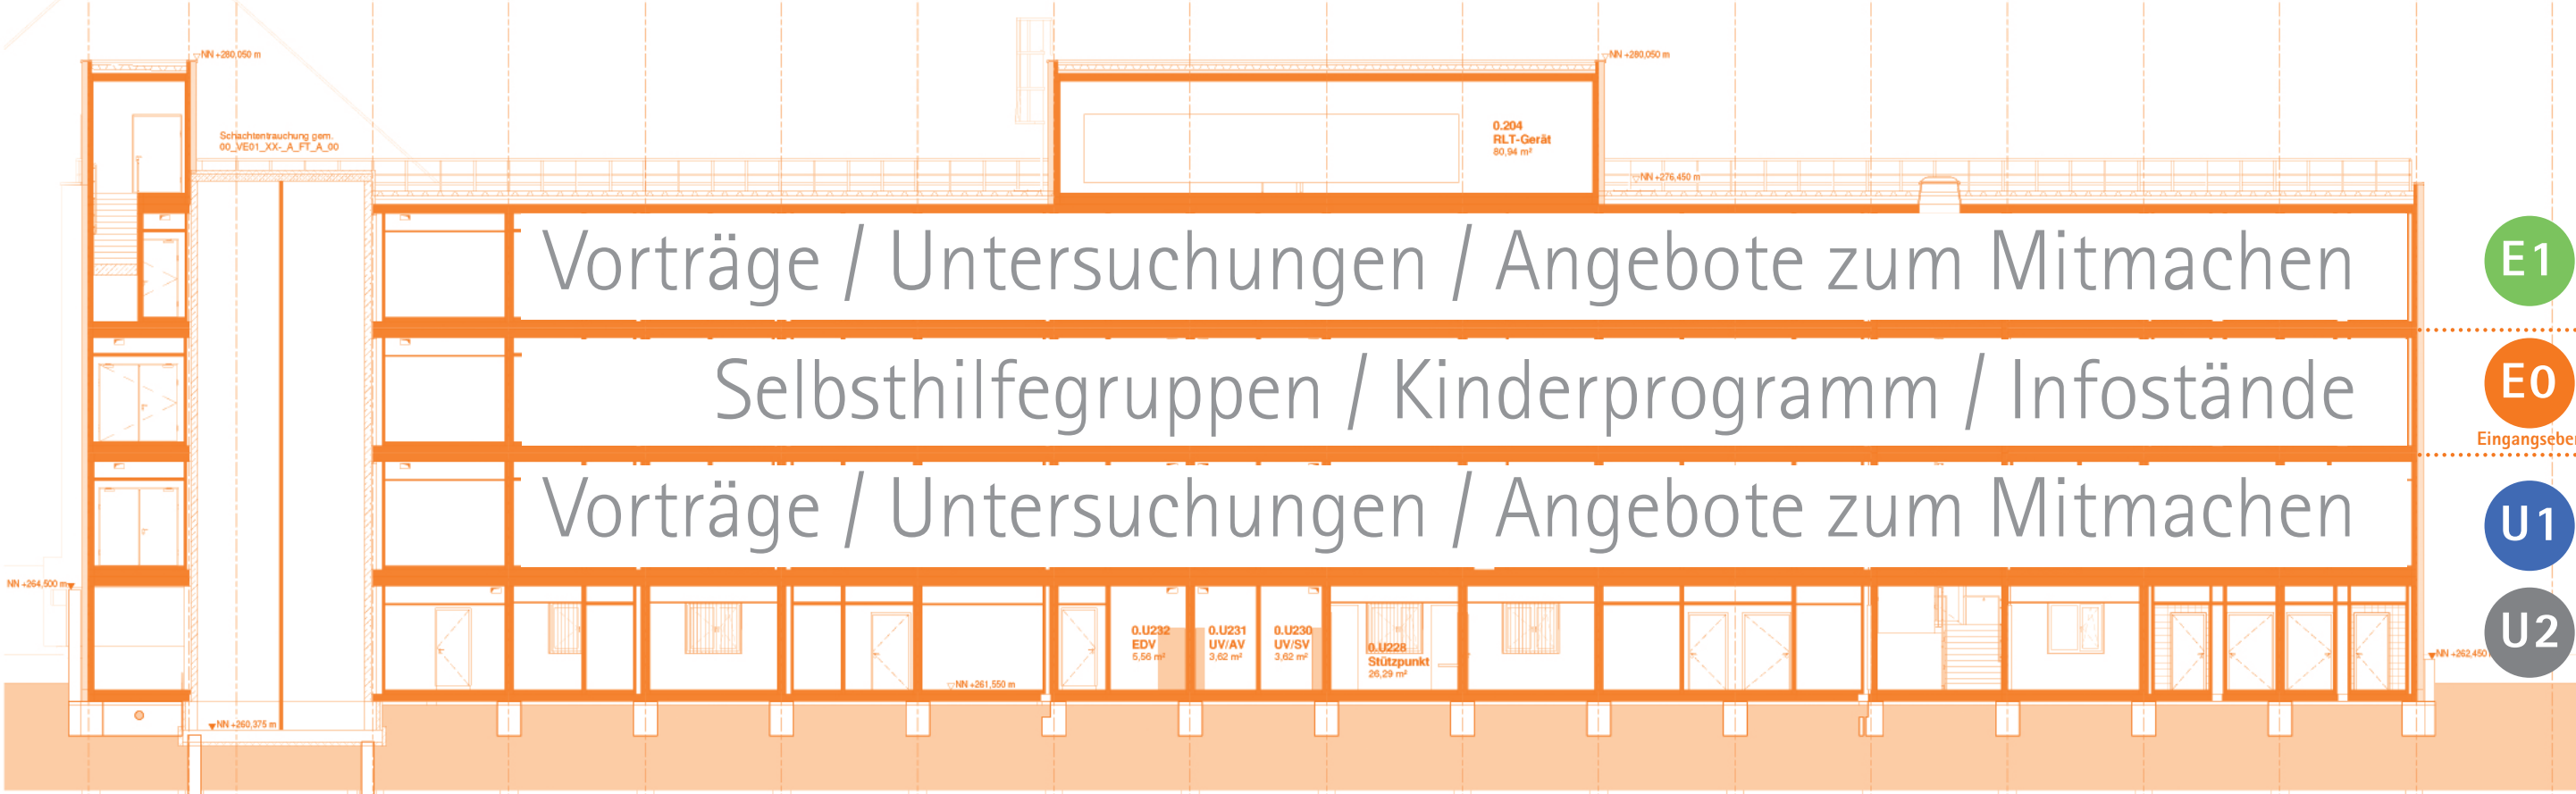 NN +280,050 m
NN +280,050 m
Schachtentrauchung gem.
00_VE01_XX-_A_FT_A_00
0.204
RLT-Gerät
80,94 m²
NN +276,450 m
Vorträge / Untersuchungen / Angebote zum Mitmachen
E1
Selbsthilfegruppen / Kinderprogramm / Infostände
E0
Eingangseben
Vorträge / Untersuchungen / Angebote zum Mitmachen
U1
NN +264,500 m
0.U232
EDV
5,56 m²
0.U231
UV/AV
3,62 m²
0.U230
UV/SV
3,62 m²
0.U228
Stützpunkt
26,29 m²
U2
NN +262,450
NN +261,550 m
NN +260,375 m